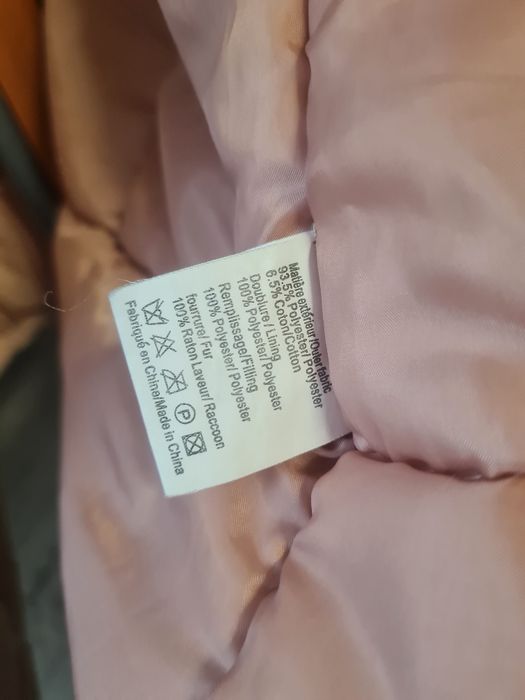 Matière extérieur/Outer fabric
93.5% Polyester/ Polyester
6.5% Coton/Cotton
Doublure / Lining
100% Polyester/ Polyester
Remplissage/Filling
100% Polyester/Polyester
fourrure/ Fur
100% Raton Laveur/ Raccoon
P
Fabriqué en Chine/Made in China